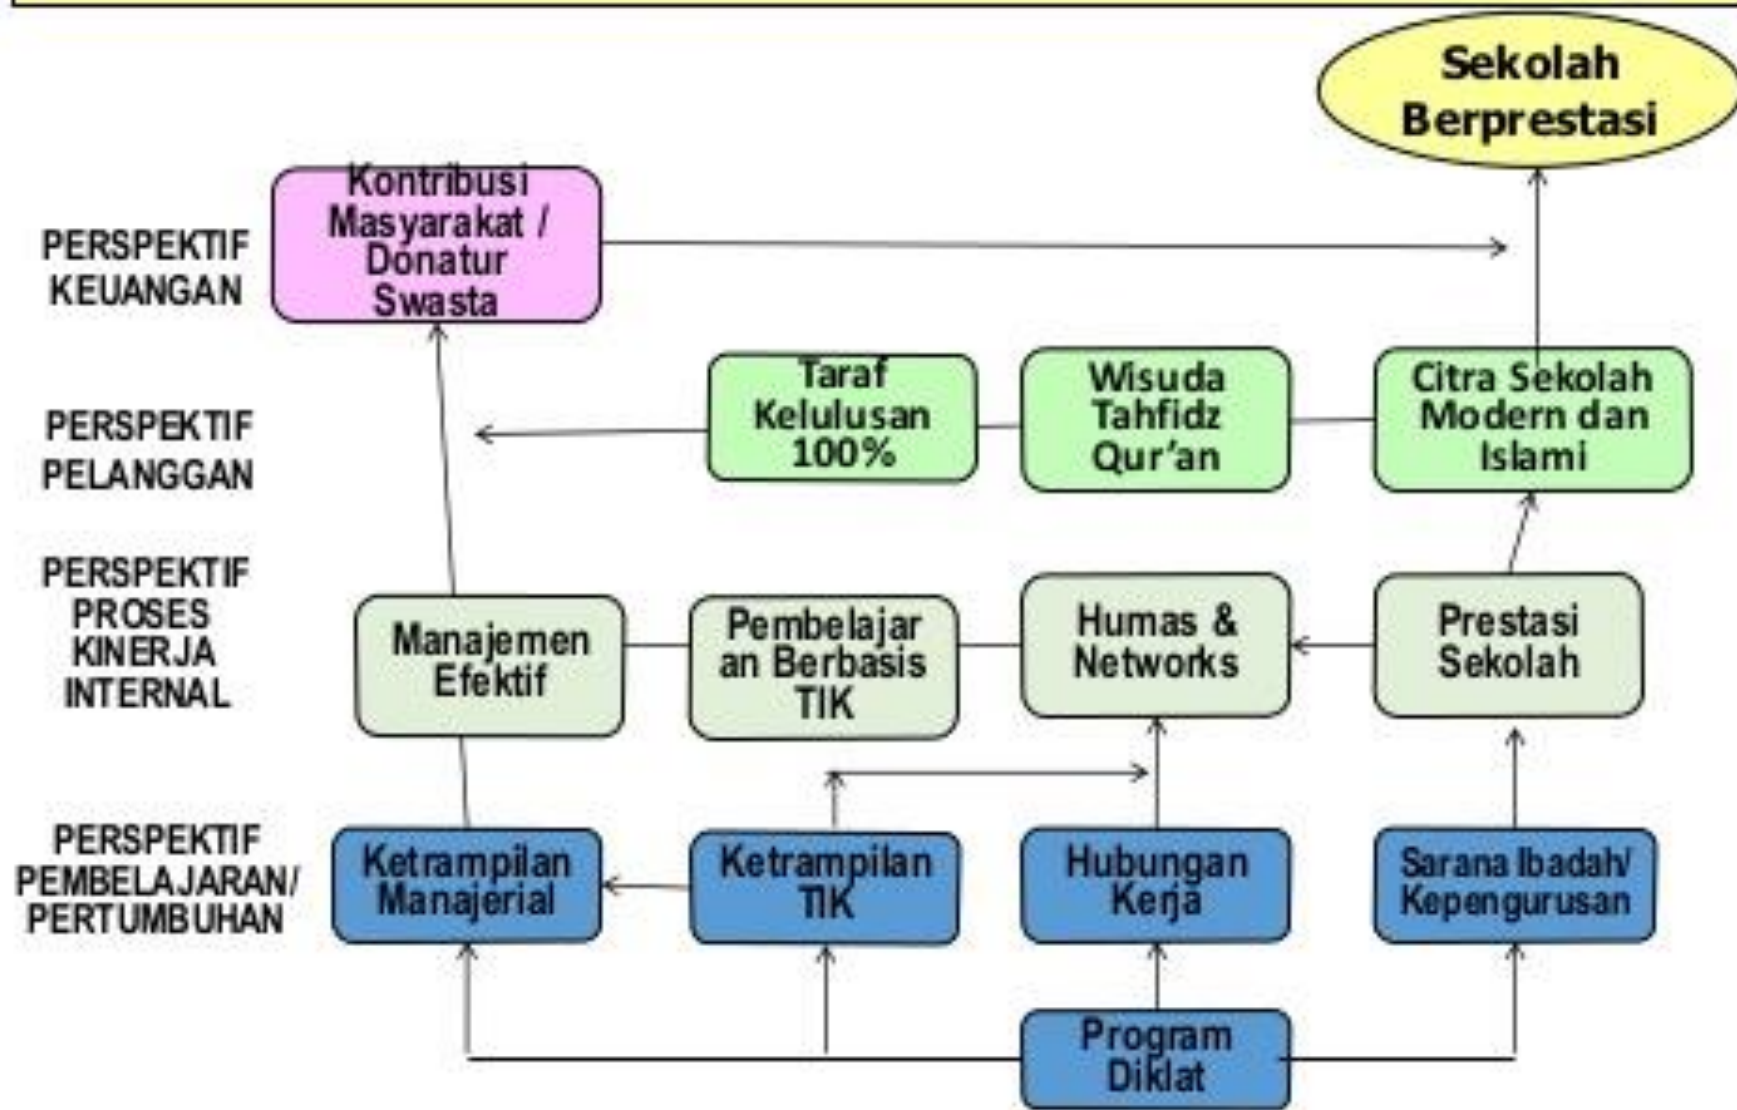 Sekolah
Berprestasi
PERSPEKTIF
KEUANGAN
Kontribusi
Masyarakat /
Donatur
Swasta
PERSPEKTIF
PELANGGAN
Taraf
Kelulusan
100%
Wisuda
Tahfidz
Qur’an
Citra Sekolah
Modern dan
Islami
PERSPEKTIF
PROSES
KINERJA
INTERNAL
Manajemen
Efektif
Pembelajar
an Berbasis
TIK
Humas &
Networks
Prestasi
Sekolah
PERSPEKTIF
PEMBELAJARAN/
PERTUMBUHAN
Ketrampilan
Manajerial
Ketrampilan
TIK
Hubungan
Kerja
Sarana Ibadah/
Kepengurusan
Program
Diklat